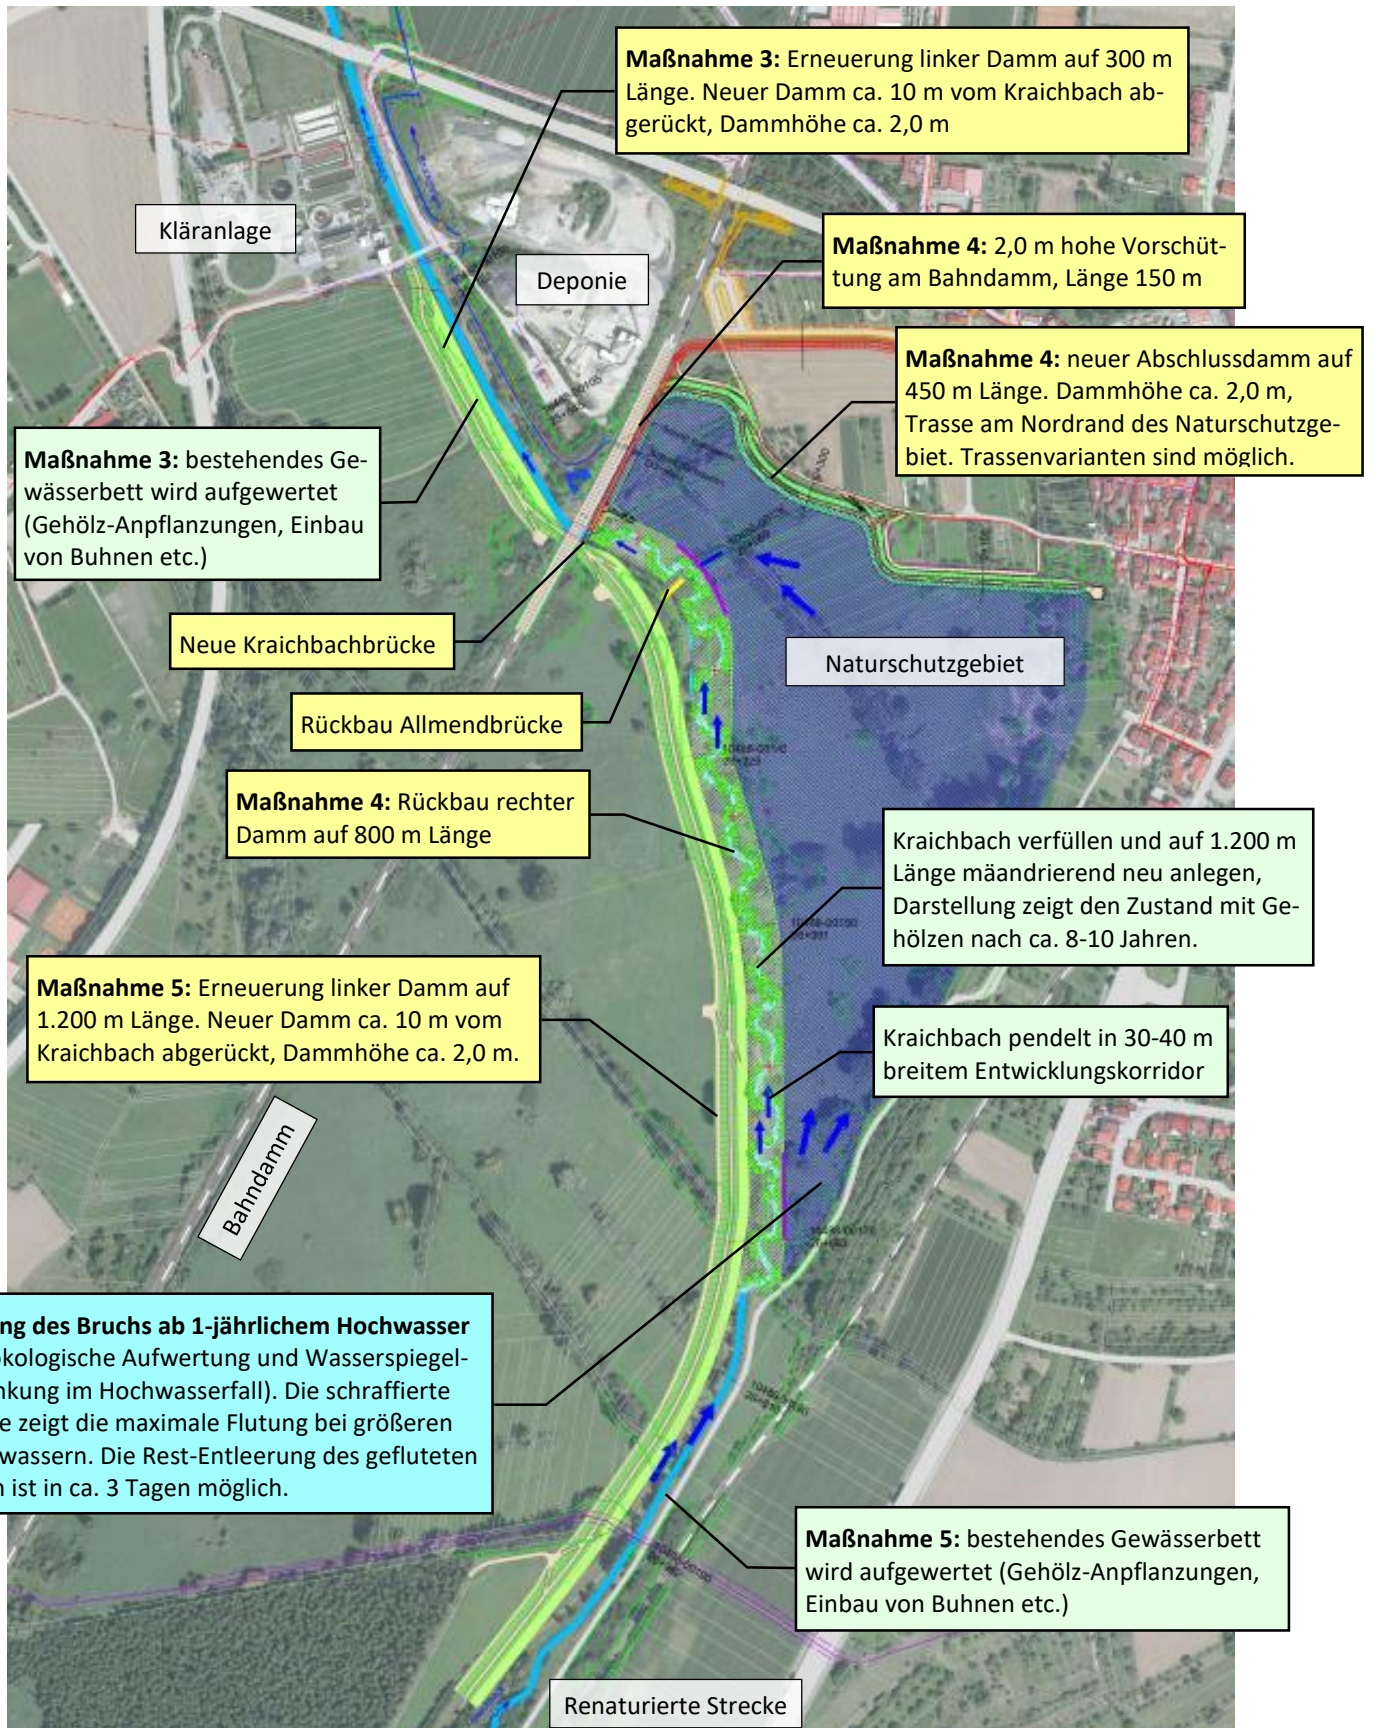 Maßnahme 3: Erneuerung linker Damm auf 300 m
Länge. Neuer Damm ca. 10 m vom Kraichbach ab-
gerückt, Dammhöhe ca. 2,0 m
Kläranlage
Maßnahme 4: 2,0 m hohe Vorschüt-
tung am Bahndamm, Länge 150 m
Deponie
Maßnahme 4: neuer Abschlussdamm auf
450 m Länge. Dammhöhe ca. 2,0 m,
Trasse am Nordrand des Naturschutzge-
biet. Trassenvarianten sind möglich.
Maßnahme 3: bestehendes Ge-
wässerbett wird aufgewertet
(Gehölz-Anpflanzungen, Einbau
von Buhnen etc.)
Neue Kraichbachbrücke
Naturschutzgebiet
Rückbau Allmendbrücke
Maßnahme 4: Rückbau rechter
Damm auf 800 m Länge
Kraichbach verfüllen und auf 1.200 m
Länge mäandrierend neu anlegen,
Darstellung zeigt den Zustand mit Ge-
hölzen nach ca. 8-10 Jahren.
Maßnahme 5: Erneuerung linker Damm auf
1.200 m Länge. Neuer Damm ca. 10 m vom
Kraichbach abgerückt, Dammhöhe ca. 2,0 m.
Kraichbach pendelt in 30-40 m
breitem Entwicklungskorridor
Bahndamm
ng des Bruchs ab 1-jährlichem Hochwasser
ökologische Aufwertung und Wasserspiegel-
nkung im Hochwasserfall). Die schraffierte
e zeigt die maximale Flutung bei größeren
wassern. Die Rest-Entleerung des gefluteten
n ist in ca. 3 Tagen möglich.
Maßnahme 5: bestehendes Gewässerbett
wird aufgewertet (Gehölz-Anpflanzungen,
Einbau von Buhnen etc.)
Renaturierte Strecke